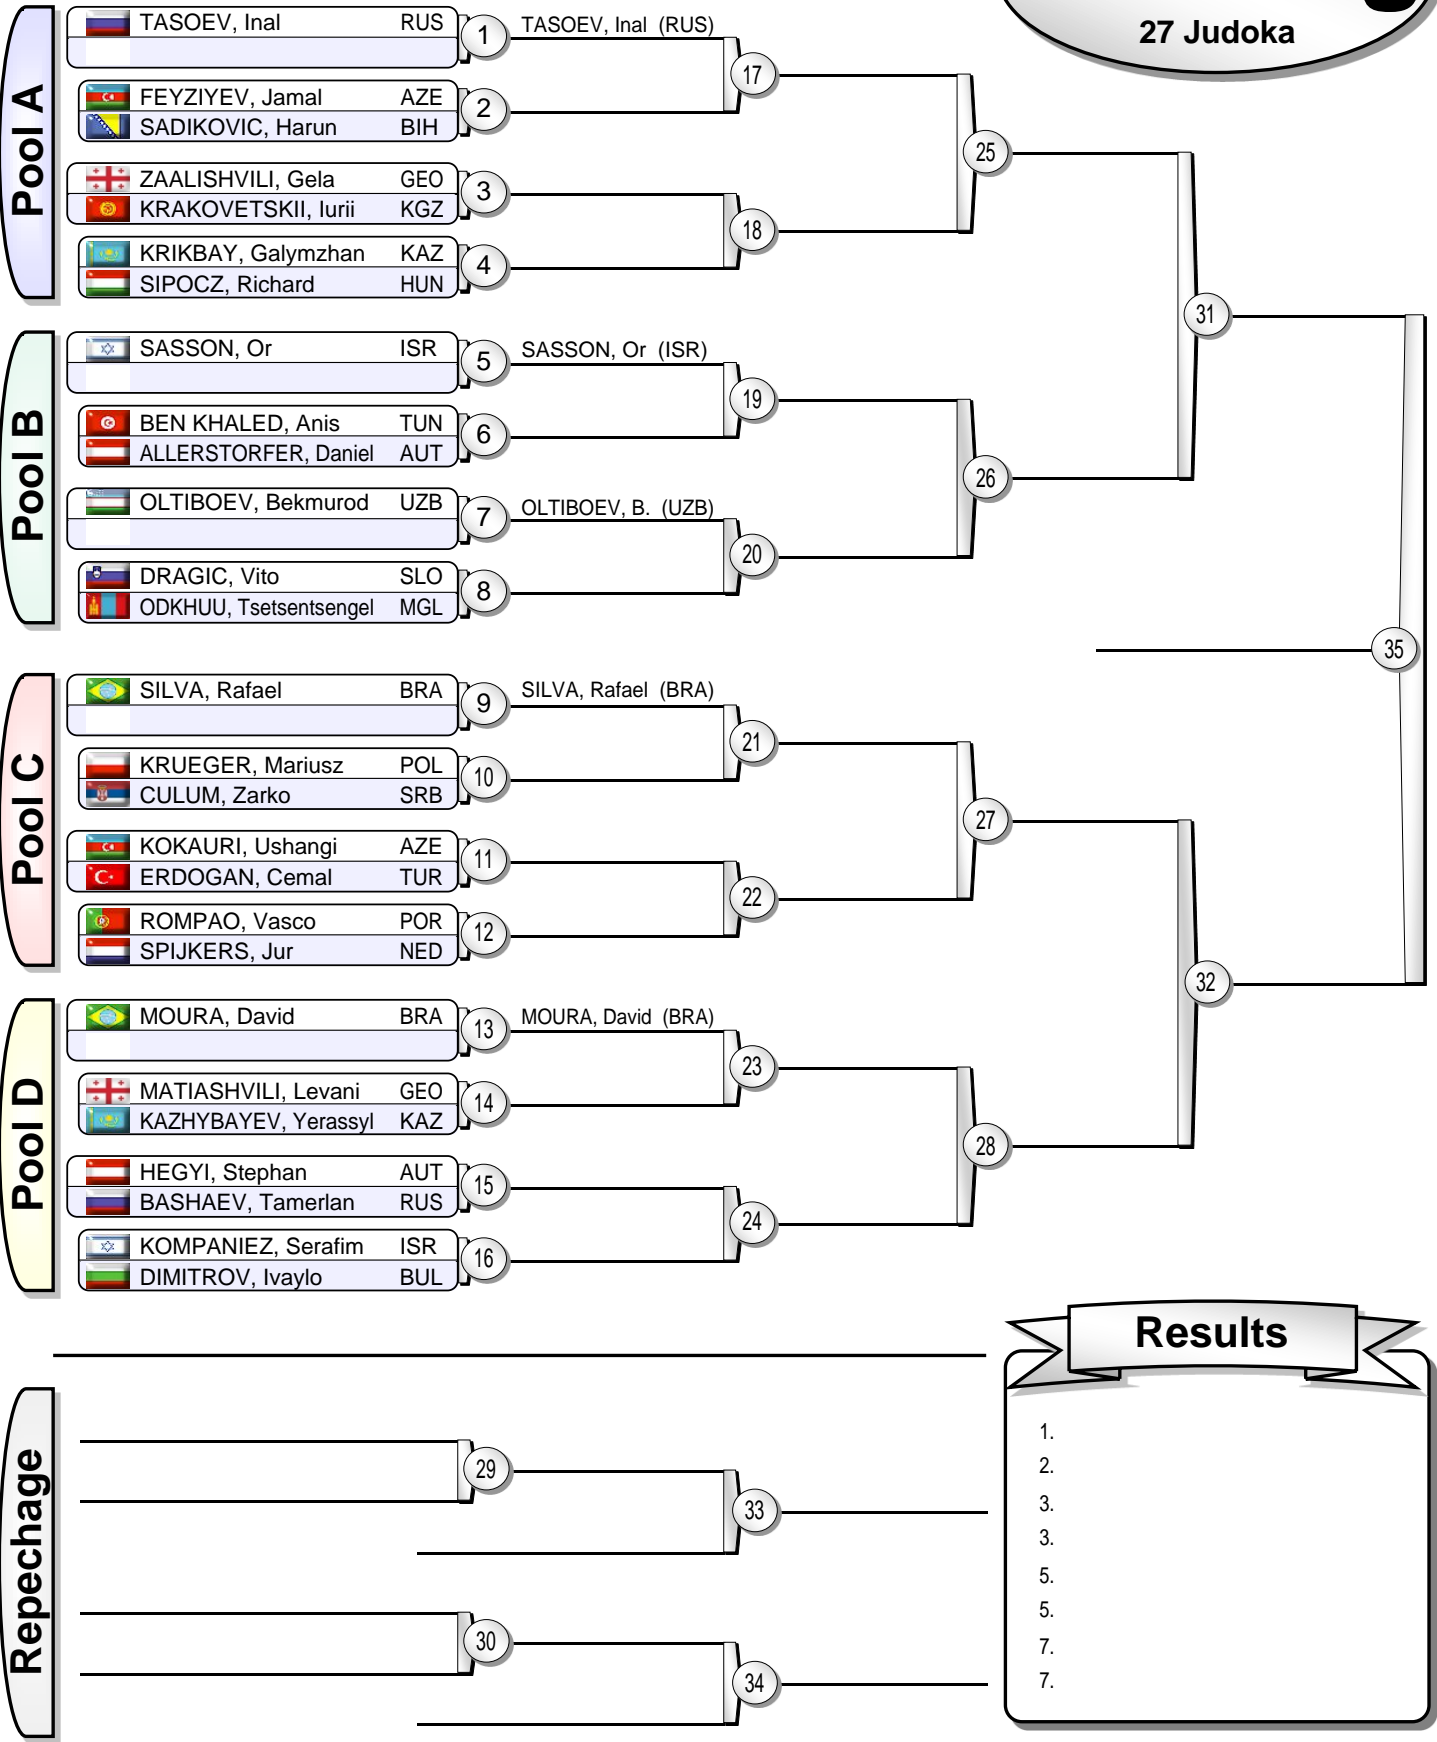 27 Judoka
Pool A
TASOEV, Inal RUS 1 TASOEV, Inal (RUS)
17
FEYZIYEV, Jamal AZE 2
SADIKOVIC, Harun BIH
25
ZAALISHVILI, Gela GEO 3
KRAKOVETSKII, Iurii KGZ
18
KRIKBAY, Galymzhan KAZ 4
SIPOCZ, Richard HUN
31
Pool B
SASSON, Or ISR 5 SASSON, Or (ISR)
19
BEN KHALED, Anis TUN 6
ALLERSTORFER, Daniel AUT
26
OLTIBOEV, Bekmurod UZB 7 OLTIBOEV, B. (UZB)
20
DRAGIC, Vito SLO 8
ODKHUU, Tsetsentsengel MGL
35
Pool C
SILVA, Rafael BRA 9 SILVA, Rafael (BRA)
21
KRUEGER, Mariusz POL 10
CULUM, Zarko SRB
27
KOKAURI, Ushangi AZE 11
ERDOGAN, Cemal TUR
22
ROMPAO, Vasco POR 12
SPIJKERS, Jur NED
32
Pool D
MOURA, David BRA 13 MOURA, David (BRA)
23
MATIASHVILI, Levani GEO 14
KAZHYBAYEV, Yerassyl KAZ
28
HEGYI, Stephan AUT 15
BASHAEV, Tamerlan RUS
24
KOMPANIEZ, Serafim ISR 16
DIMITROV, Ivaylo BUL
Repechage
29
33
30
34
Results
1.
2.
3.
3.
5.
5.
7.
7.